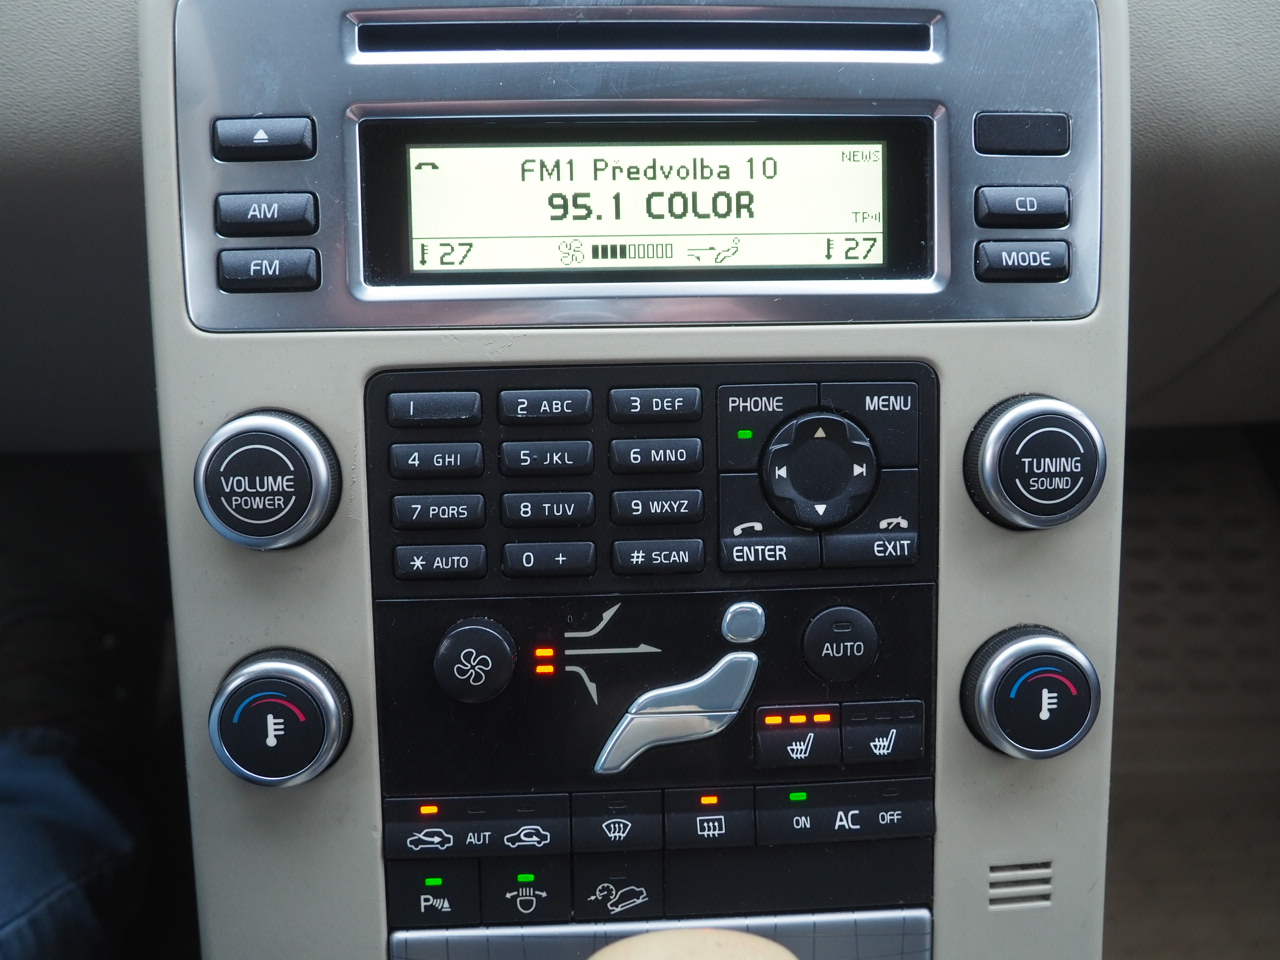 FM1 Předvolba 10
NEWS
95.1 COLOR
TP
27
27
AM
FM
CD
MODE
1
2 ABC
3 DEF
4 GHI
5 JKL
6 MNO
7 PQRS
8 TUV
9 WXYZ
* AUTO
0 +
# SCAN
PHONE
MENU
ENTER
EXIT
VOLUME
POWER
TUNING
SOUND
AUTO
AUT
ON
AC
OFF
P